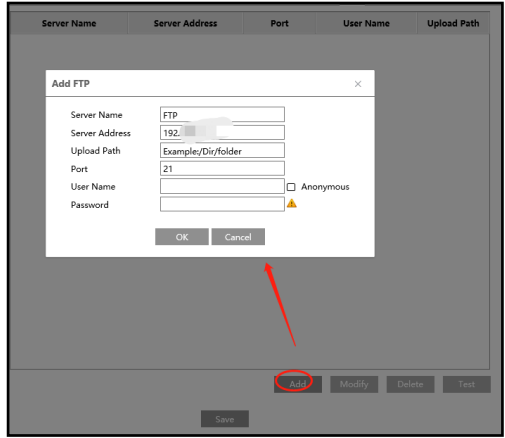 Server Name Server Address Port User Name Upload Path
Add FTP
Server Name FTP
Server Address 192.
Upload Path Example:/Dir/folder
Port 21
User Name Anonymous
Password
OK Cancel
Add Modify Delete Test
Save